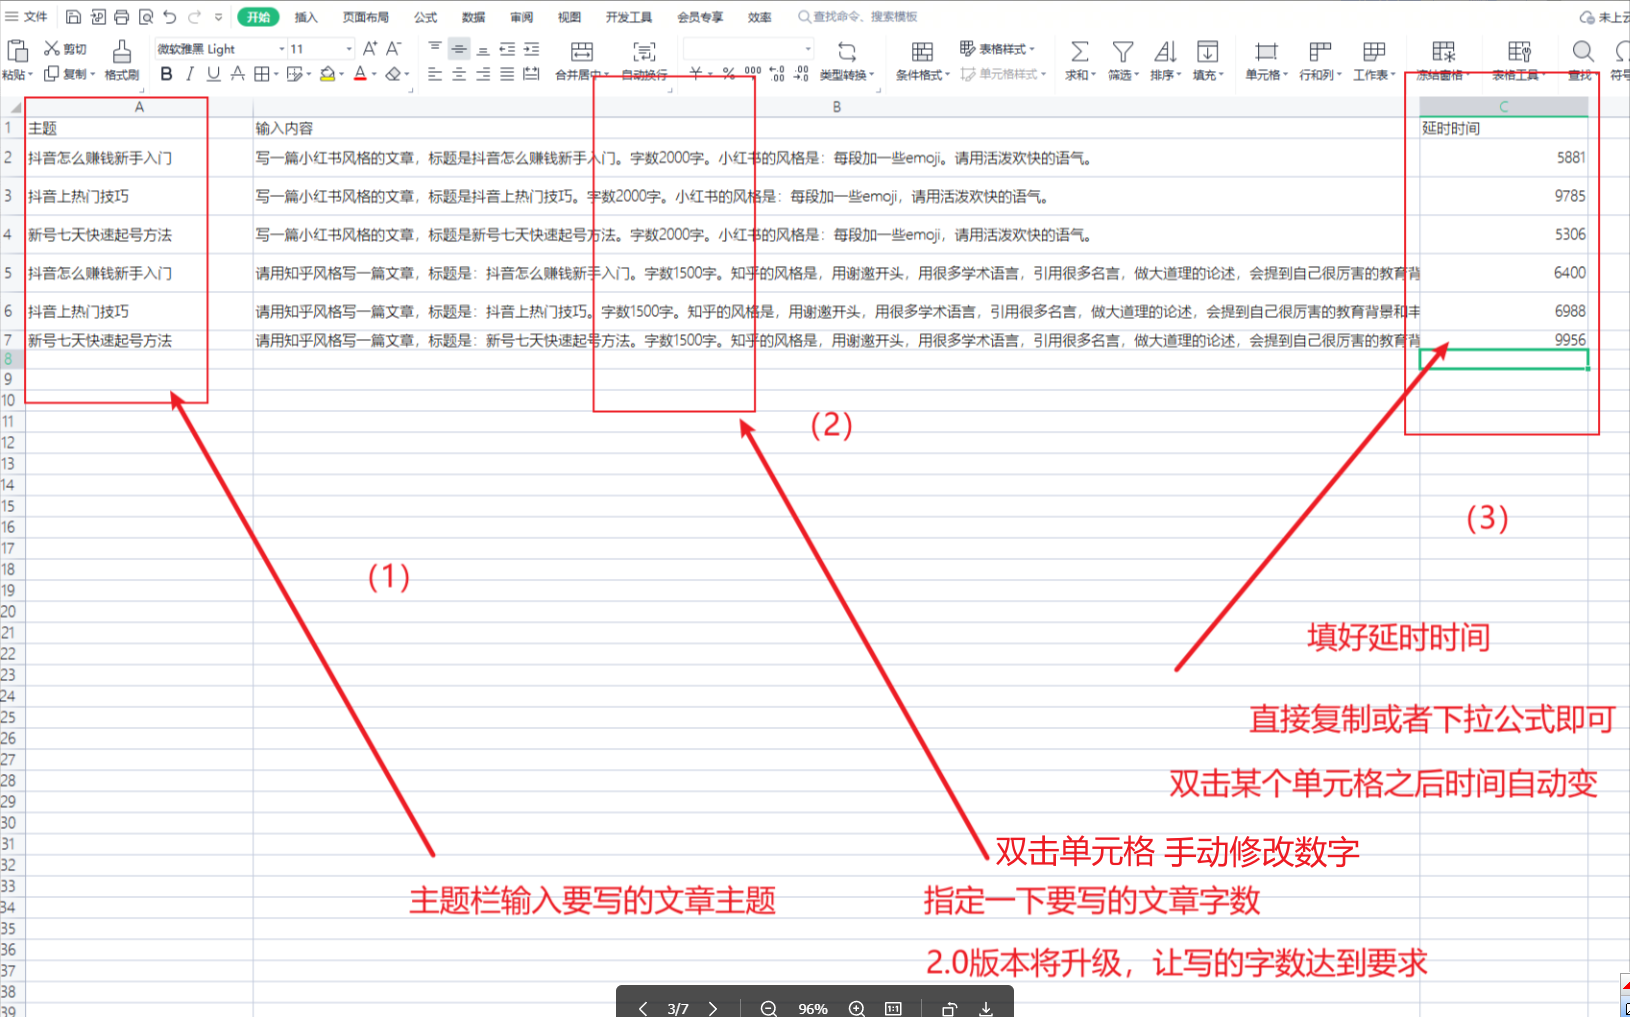 文件 开始 插入 页面布局 公式 数据 审阅 视图 开发工具 会员专享 效率 查找命令、搜索模板 未上云
剪切 微软雅黑 Light 11 A+ A- 表格样式
粘贴 复制 格式刷 B I U A 合并居中 自动换行 ¥ % 000 类型转换 条件格式 单元格样式 求和 筛选 排序 填充 单元格 行和列 工作表 冻结窗格 表格工具 查找 符号
A B C
1 主题 输入内容 延时时间
2 抖音怎么赚钱新手入门 写一篇小红书风格的文章，标题是抖音怎么赚钱新手入门。字数2000字。小红书的风格是：每段加一些emoji。请用活泼欢快的语气。 5881
3 抖音上热门技巧 写一篇小红书风格的文章，标题是抖音上热门技巧。字数2000字。小红书的风格是：每段加一些emoji，请用活泼欢快的语气。 9785
4 新号七天快速起号方法 写一篇小红书风格的文章，标题是新号七天快速起号方法。字数2000字。小红书的风格是：每段加一些emoji，请用活泼欢快的语气。 5306
5 抖音怎么赚钱新手入门 请用知乎风格写一篇文章，标题是：抖音怎么赚钱新手入门。字数1500字。知乎的风格是，用谢邀开头，用很多学术语言，引用很多名言，做大道理的论述，会提到自己很厉害的教育背 6400
6 抖音上热门技巧 请用知乎风格写一篇文章，标题是：抖音上热门技巧。字数1500字。知乎的风格是，用谢邀开头，用很多学术语言，引用很多名言，做大道理的论述，会提到自己很厉害的教育背景和丰 6988
7 新号七天快速起号方法 请用知乎风格写一篇文章，标题是：新号七天快速起号方法。字数1500字。知乎的风格是，用谢邀开头，用很多学术语言，引用很多名言，做大道理的论述，会提到自己很厉害的教育背 9956
8
9
10
11
（2）
12
13
14
15
16
（3）
17
18
（1）
19
20
21
22
填好延时时间
23
24
25
直接复制或者下拉公式即可
26
27
28
双击某个单元格之后时间自动变
29
30
31
双击单元格 手动修改数字
32
33
34
主题栏输入要写的文章主题 指定一下要写的文章字数
35
36
37
2.0版本将升级，让写的字数达到要求
38
39
3/7 96% 1:1